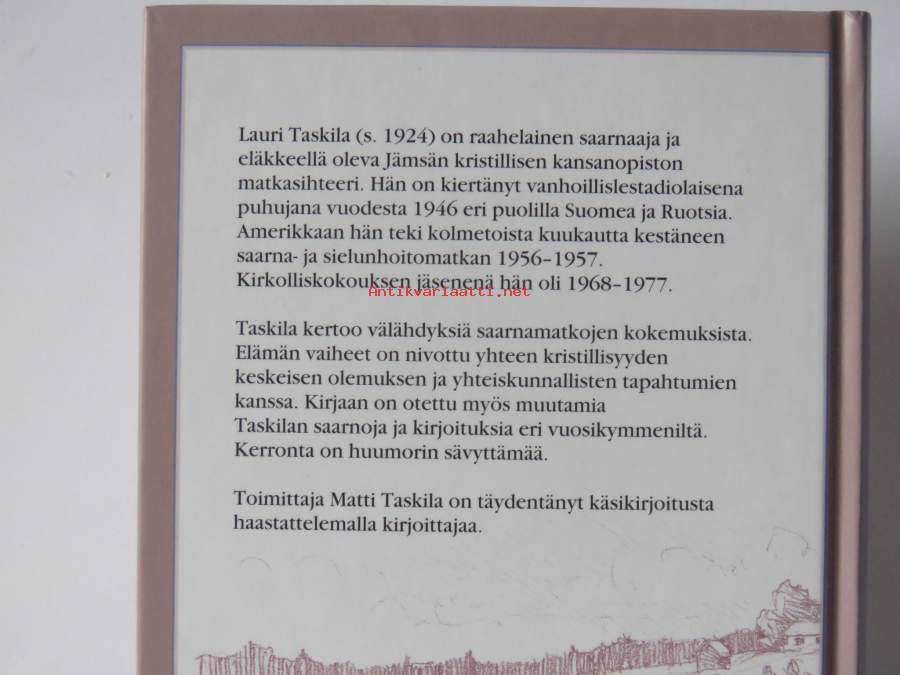 Lauri Taskila (s. 1924) on raahelainen saarnaaja ja
eläkkeellä oleva Jämsän kristillisen kansanopiston
matkasihteeri. Hän on kiertänyt vanhoillislestadiolaisena
puhujana vuodesta 1946 eri puolilla Suomea ja Ruotsia.
Amerikkaan hän teki kolmetoista kuukautta kestäneen
saarna- ja sielunhoitomatkan 1956–1957.
Kirkolliskokouksen jäsenenä hän oli 1968–1977.
Antikvariaatti.net
Taskila kertoo välähdyksiä saarnamatkojen kokemuksista.
Elämän vaiheet on nivottu yhteen kristillisyyden
keskeisen olemuksen ja yhteiskunnallisten tapahtumien
kanssa. Kirjaan on otettu myös muutamia
Taskilan saarnoja ja kirjoituksia eri vuosikymmeniltä.
Kerronta on huumorin sävyttämää.
Toimittaja Matti Taskila on täydentänyt käsikirjoitusta
haastattelemalla kirjoittajaa.